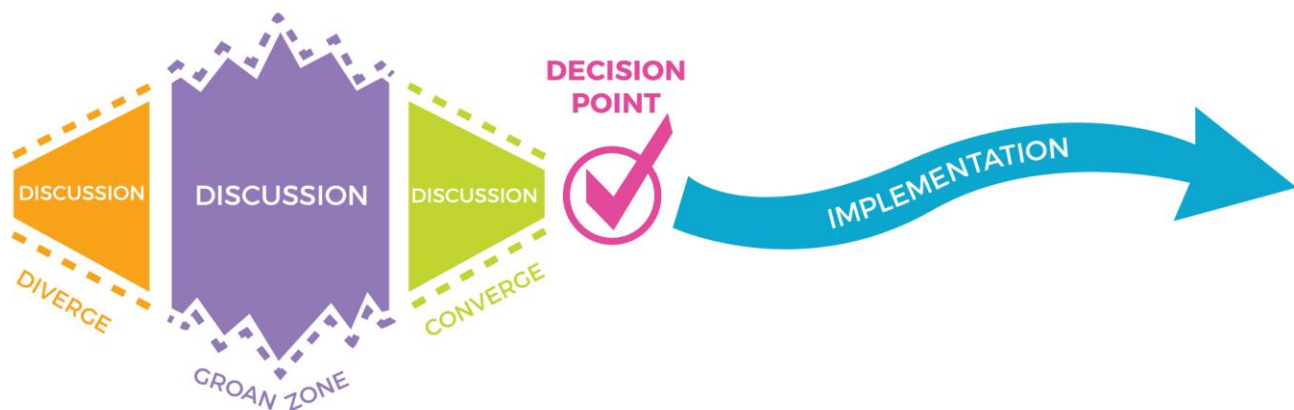 DISCUSSION
DIVERGE
DISCUSSION
GROAN ZONE
DISCUSSION
CONVERGE
DECISION
POINT
IMPLEMENTATION